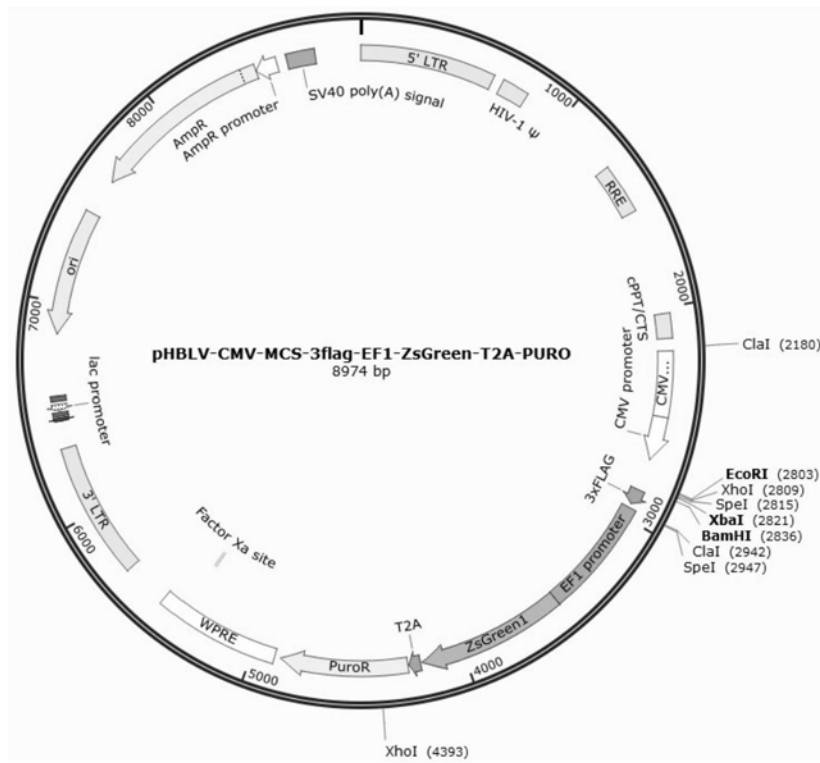 5' LTR
HIV-1 ψ
1000
RRE
2000
cPPT/CTS
ClaI (2180)
CMV promoter
CMV...
EcoRI (2803)
XhoI (2809)
SpeI (2815)
XbaI (2821)
BamHI (2836)
ClaI (2942)
SpeI (2947)
3xFLAG
3000
EF1 promoter
ZsGreen1
4000
T2A
XhoI (4393)
PuroR
5000
WPRE
Factor Xa site
6000
3' LTR
lac promoter
7000
ori
8000
AmpR
AmpR promoter
SV40 poly(A) signal
pHBLV-CMV-MCS-3flag-EF1-ZsGreen-T2A-PURO
8974 bp